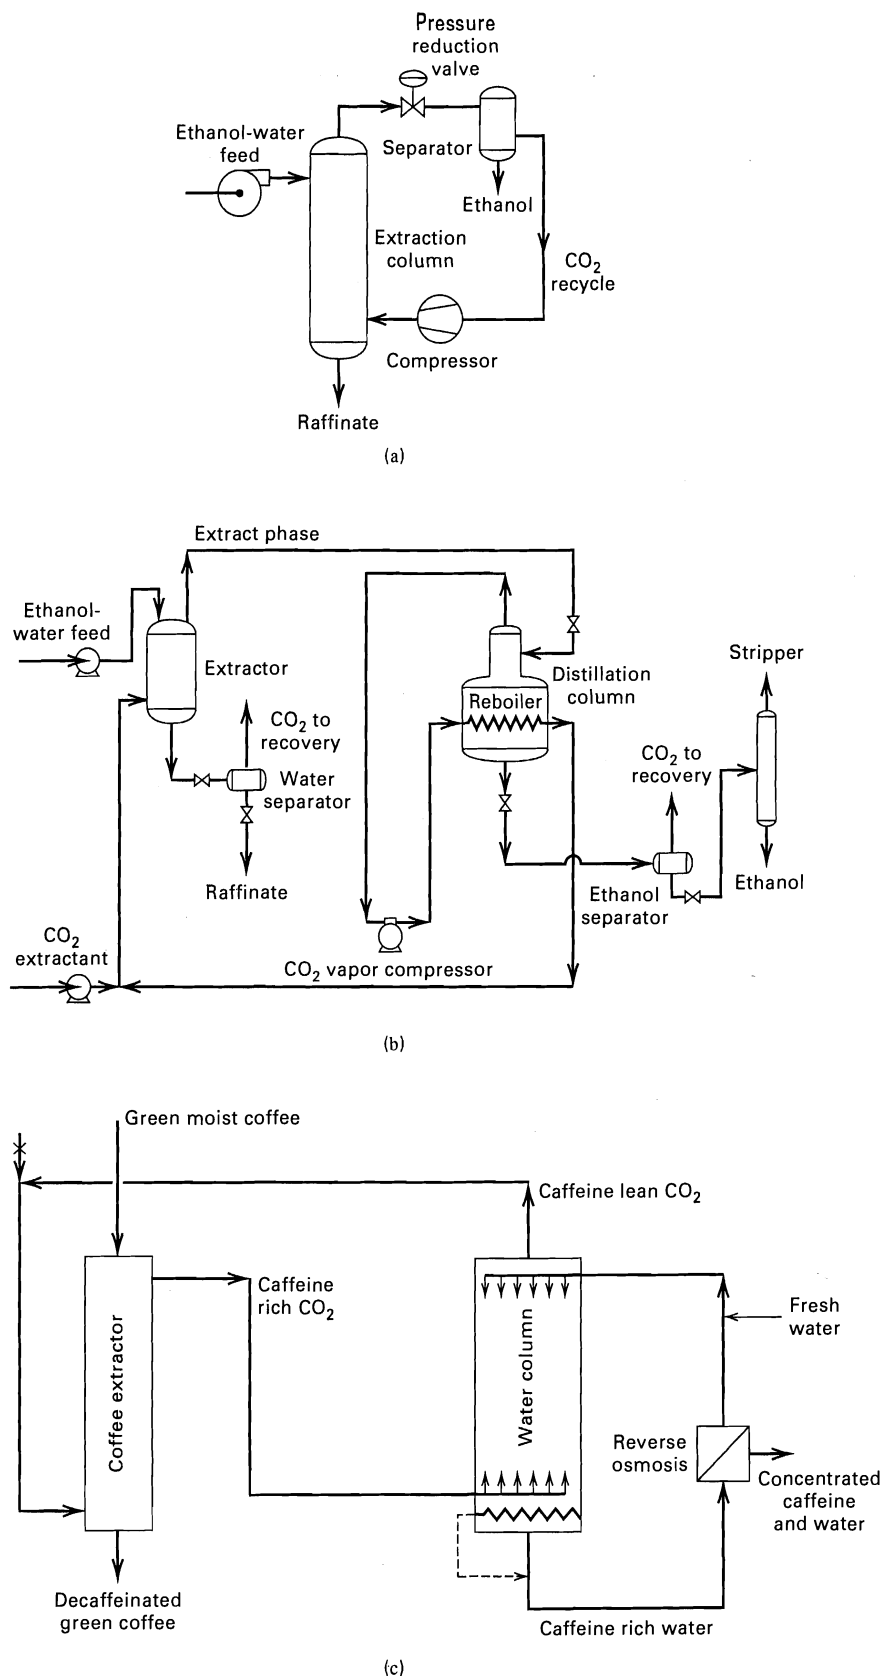 Pressure
reduction
valve
Ethanol-water
feed
Separator
Ethanol
Extraction
column
CO₂
recycle
Compressor
Raffinate
(a)
Extract phase
Ethanol-
water feed
Extractor
CO₂ to
recovery
Water
separator
Raffinate
Reboiler
Distillation
column
Stripper
CO₂ to
recovery
Ethanol
separator
Ethanol
CO₂
extractant
CO₂ vapor compressor
(b)
Green moist coffee
Caffeine lean CO₂
Coffee extractor
Caffeine
rich CO₂
Water column
Fresh
water
Reverse
osmosis
Concentrated
caffeine
and water
Decaffeinated
green coffee
Caffeine rich water
(c)